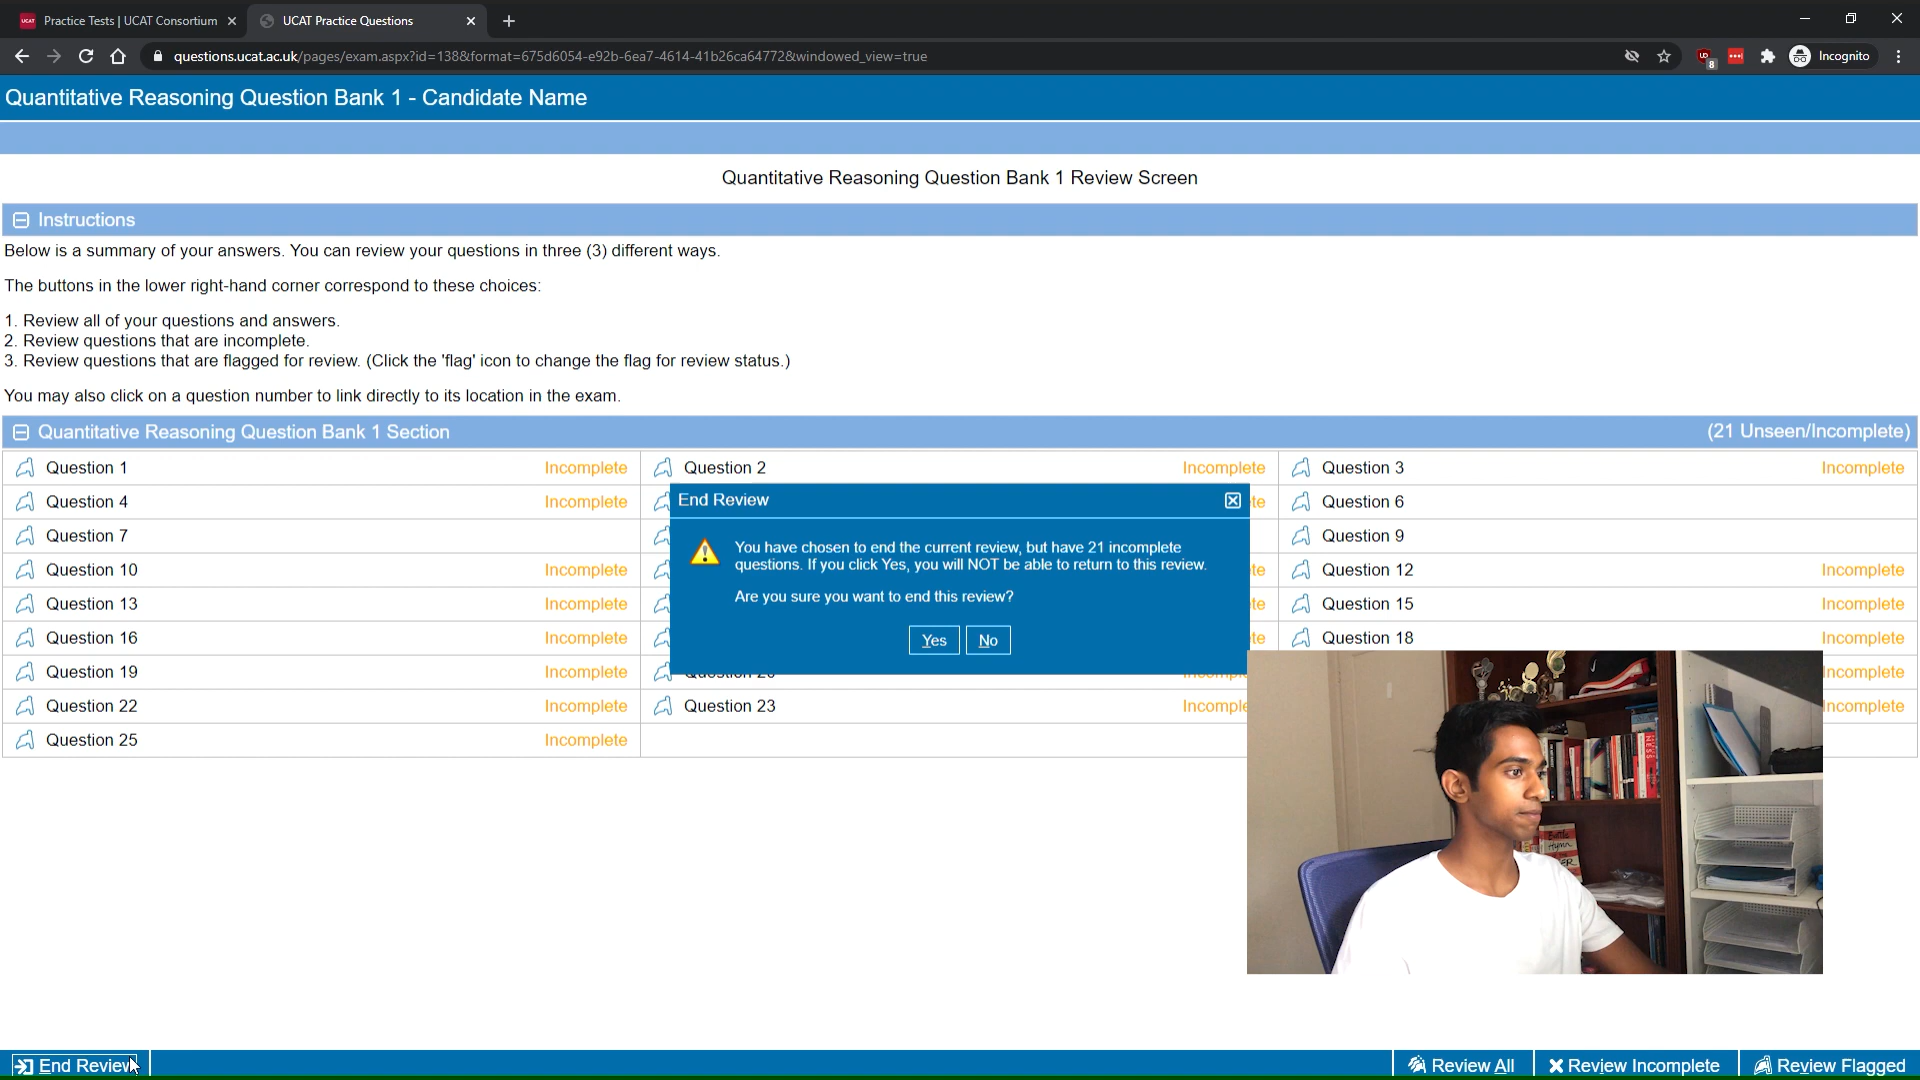 Practice Tests | UCAT Consortium
UCAT Practice Questions
questions.ucat.ac.uk/pages/exam.aspx?id=138&format=675d6054-e92b-6ea7-4614-41b26ca64772&windowed_view=true
8
Incognito
Quantitative Reasoning Question Bank 1 - Candidate Name
Quantitative Reasoning Question Bank 1 Review Screen
Instructions
Below is a summary of your answers. You can review your questions in three (3) different ways.
The buttons in the lower right-hand corner correspond to these choices:
1. Review all of your questions and answers.
2. Review questions that are incomplete.
3. Review questions that are flagged for review. (Click the 'flag' icon to change the flag for review status.)
You may also click on a question number to link directly to its location in the exam.
Quantitative Reasoning Question Bank 1 Section (21 Unseen/Incomplete)
Question 1 Incomplete Question 2 Incomplete Question 3 Incomplete
Question 4 Incomplete Question 6
Question 7 Question 9
Question 10 Incomplete Question 12 Incomplete
Question 13 Incomplete Question 15 Incomplete
Question 16 Incomplete Question 18 Incomplete
Question 19 Incomplete
Question 22 Incomplete Question 23
Question 25 Incomplete
End Review
You have chosen to end the current review, but have 21 incomplete
questions. If you click Yes, you will NOT be able to return to this review.
Are you sure you want to end this review?
Yes No
End Review Review All Review Incomplete Review Flagged